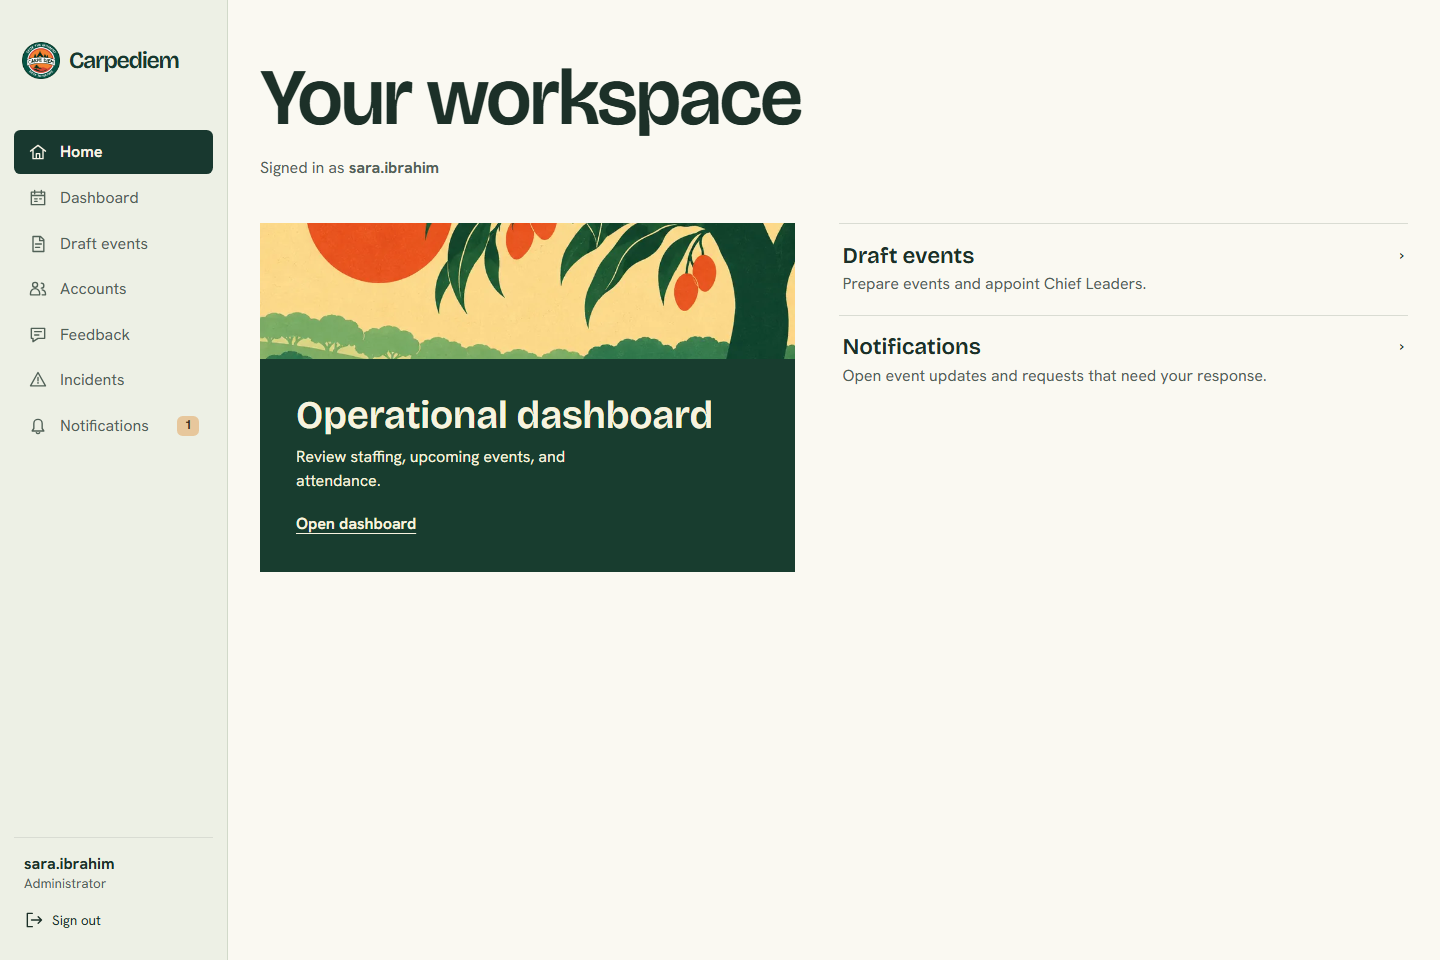 Carpediem
Home
Dashboard
Draft events
Accounts
Feedback
Incidents
Notifications 1
sara.ibrahim
Administrator
Sign out
Your workspace
Signed in as sara.ibrahim
Operational dashboard
Review staffing, upcoming events, and
attendance.
Open dashboard
Draft events
Prepare events and appoint Chief Leaders.
Notifications
Open event updates and requests that need your response.